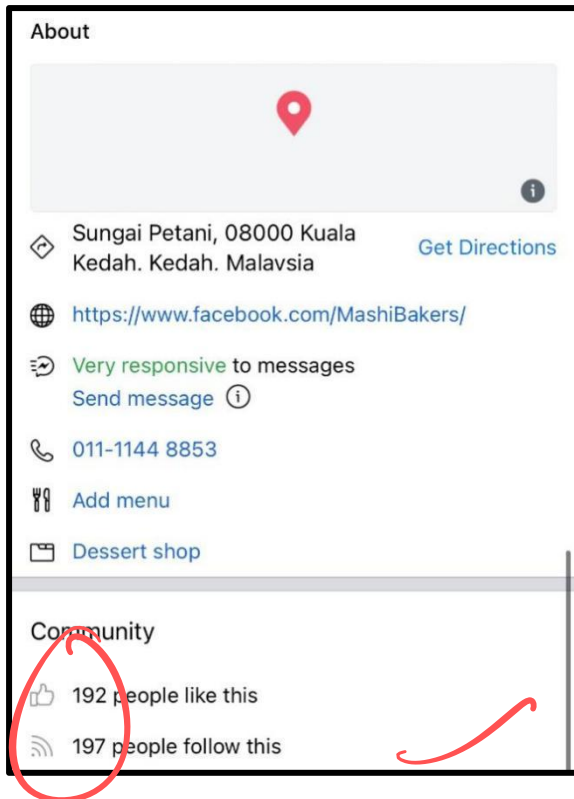 About
Sungai Petani, 08000 Kuala
Get Directions
Kedah. Kedah. Malavsia
https://www.facebook.com/MashiBakers/
Very responsive to messages
Send message
011-1144 8853
Add menu
Dessert shop
Community
192 people like this
197 people follow this